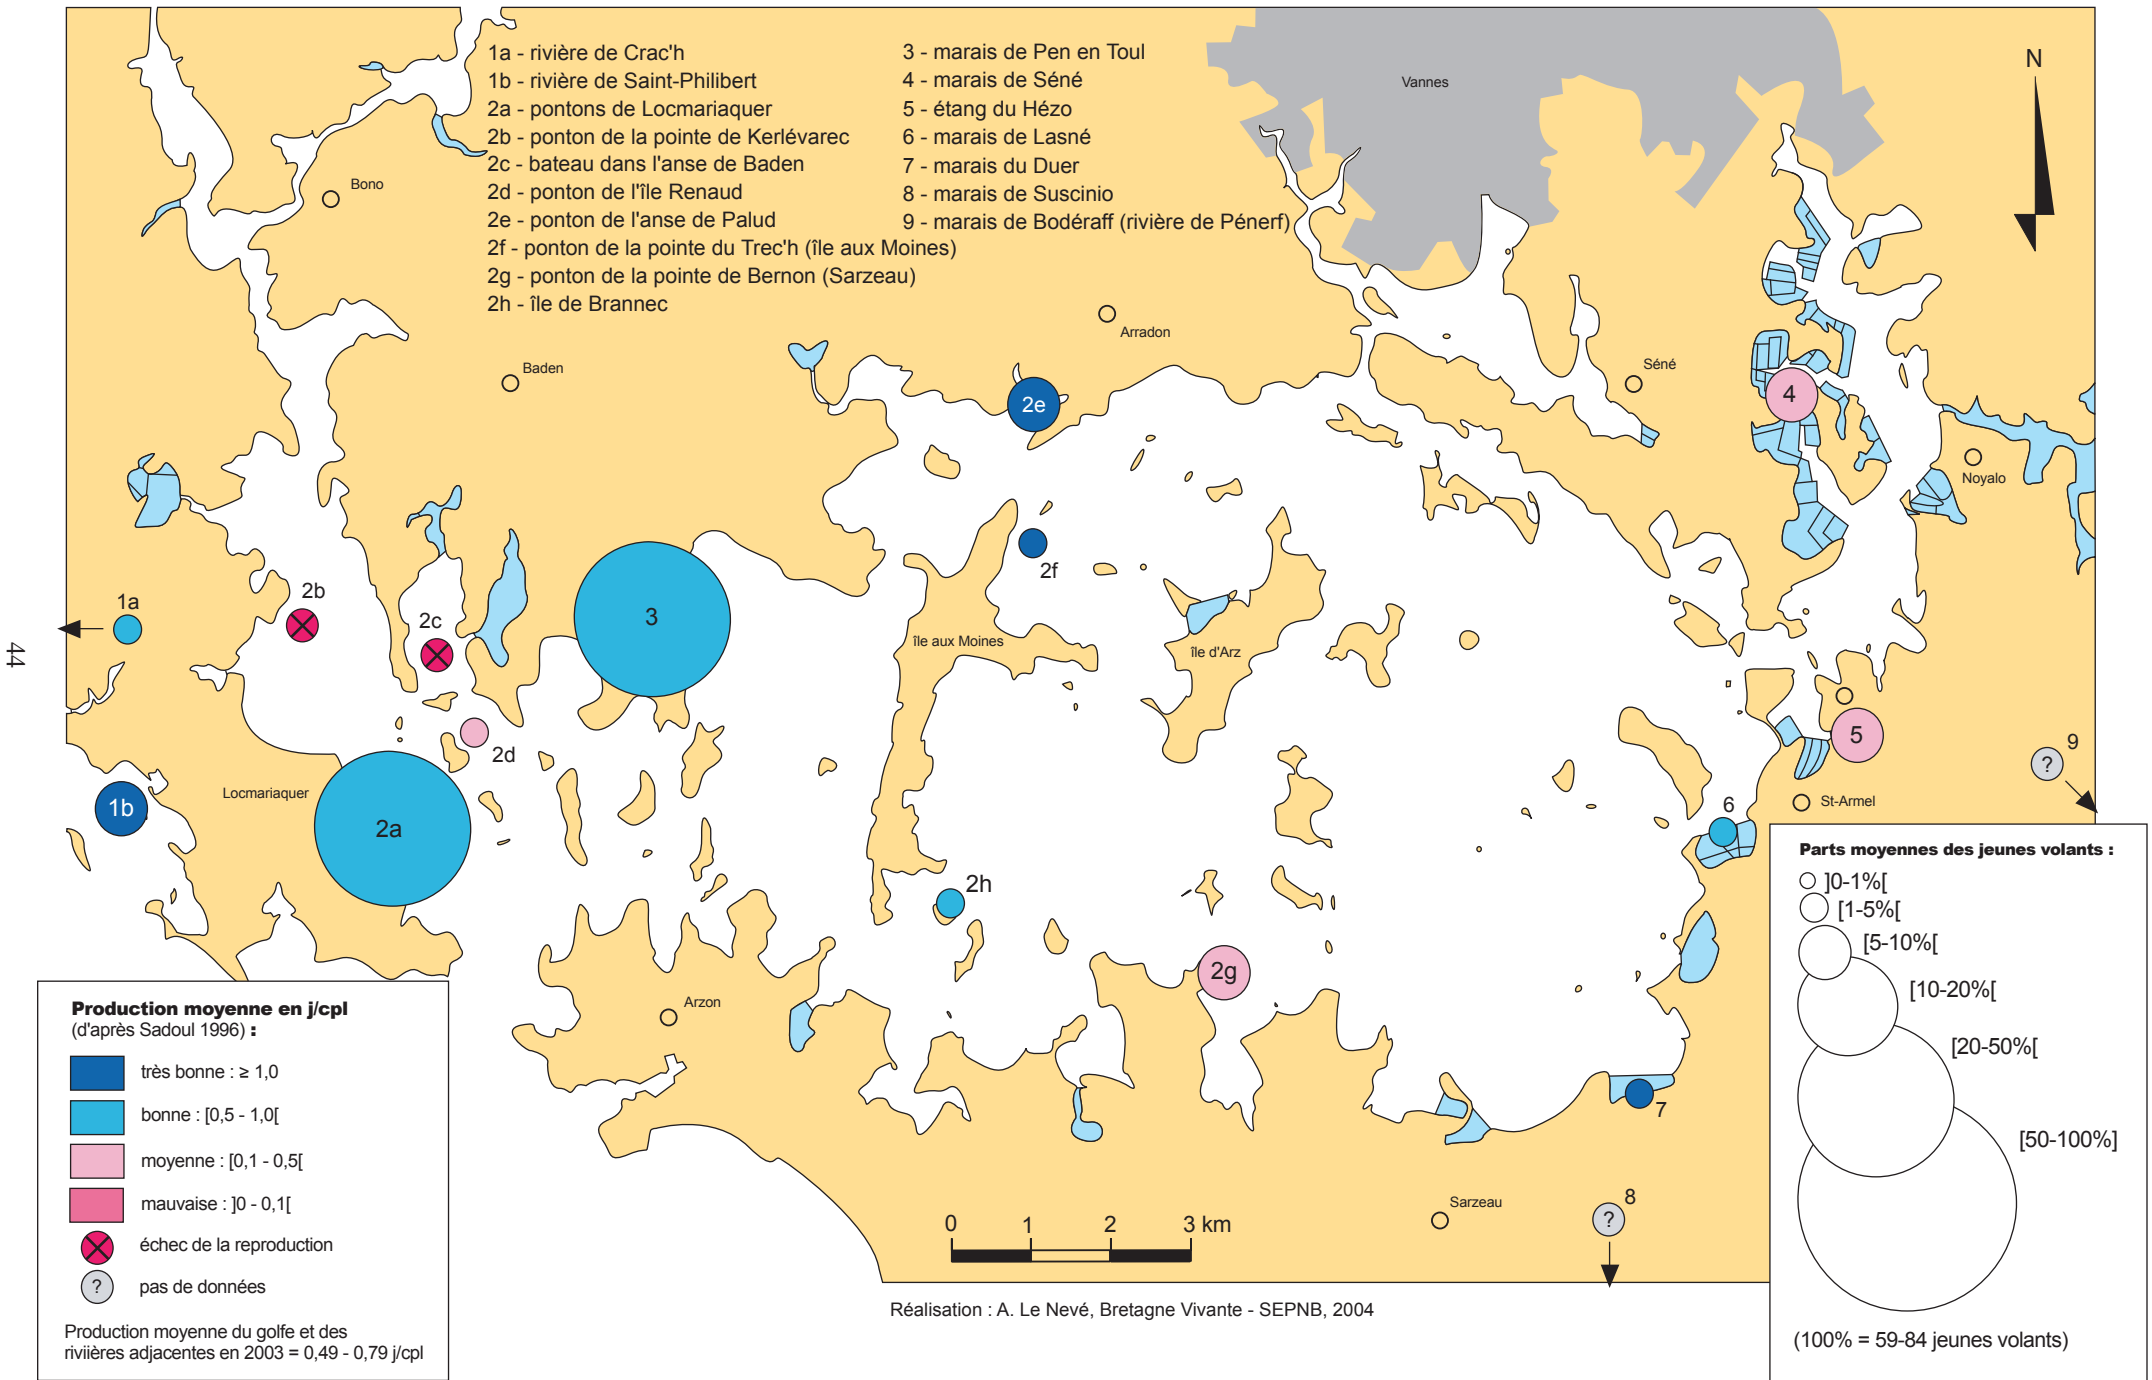 1a - rivière de Crac'h
1b - rivière de Saint-Philibert
2a - pontons de Locmariaquer
2b - ponton de la pointe de Kerlévarec
2c - bateau dans l'anse de Baden
2d - ponton de l'île Renaud
2e - ponton de l'anse de Palud
2f - ponton de la pointe du Trec'h (île aux Moines)
2g - ponton de la pointe de Bernon (Sarzeau)
2h - île de Brannec
3 - marais de Pen en Toul
4 - marais de Séné
5 - étang du Hézo
6 - marais de Lasné
7 - marais du Duer
8 - marais de Suscinio
9 - marais de Bodéraff (rivière de Pénerf)
Vannes
N
Bono
Arradon
Baden
Séné
2e
4
Noyalo
2f
1a
2b
2c
3
île aux Moines
île d'Arz
44
2d
5
9
?
Locmariaquer
1b
2a
6
St-Armel
2h
2g
Arzon
7
Sarzeau
8
?
0 1 2 3 km
Production moyenne en j/cpl
(d'après Sadoul 1996) :
très bonne : ≥ 1,0
bonne : [0,5 - 1,0[
moyenne : [0,1 - 0,5[
mauvaise : ]0 - 0,1[
échec de la reproduction
? pas de données
Production moyenne du golfe et des
riviières adjacentes en 2003 = 0,49 - 0,79 j/cpl
Parts moyennes des jeunes volants :
]0-1%[
[1-5%[
[5-10%[
[10-20%[
[20-50%[
[50-100%]
(100% = 59-84 jeunes volants)
Réalisation : A. Le Nevé, Bretagne Vivante - SEPNB, 2004